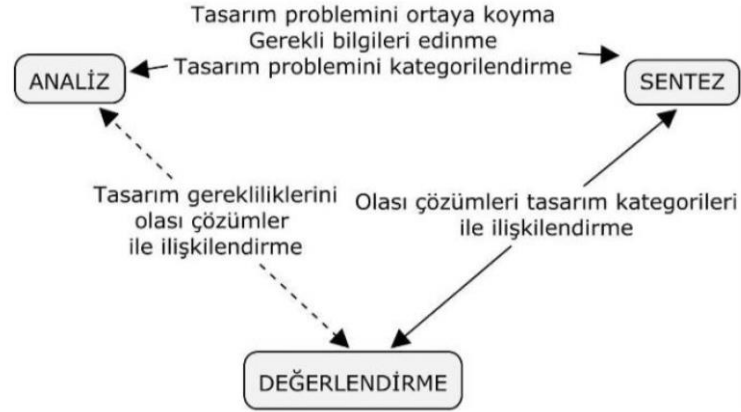 Tasarım problemini ortaya koyma
Gerekli bilgileri edinme
Tasarım problemini kategorilendirme
ANALİZ
SENTEZ
Tasarım gerekliliklerini
olası çözümler
ile ilişkilendirme
Olası çözümleri tasarım kategorileri
ile ilişkilendirme
DEĞERLENDİRME